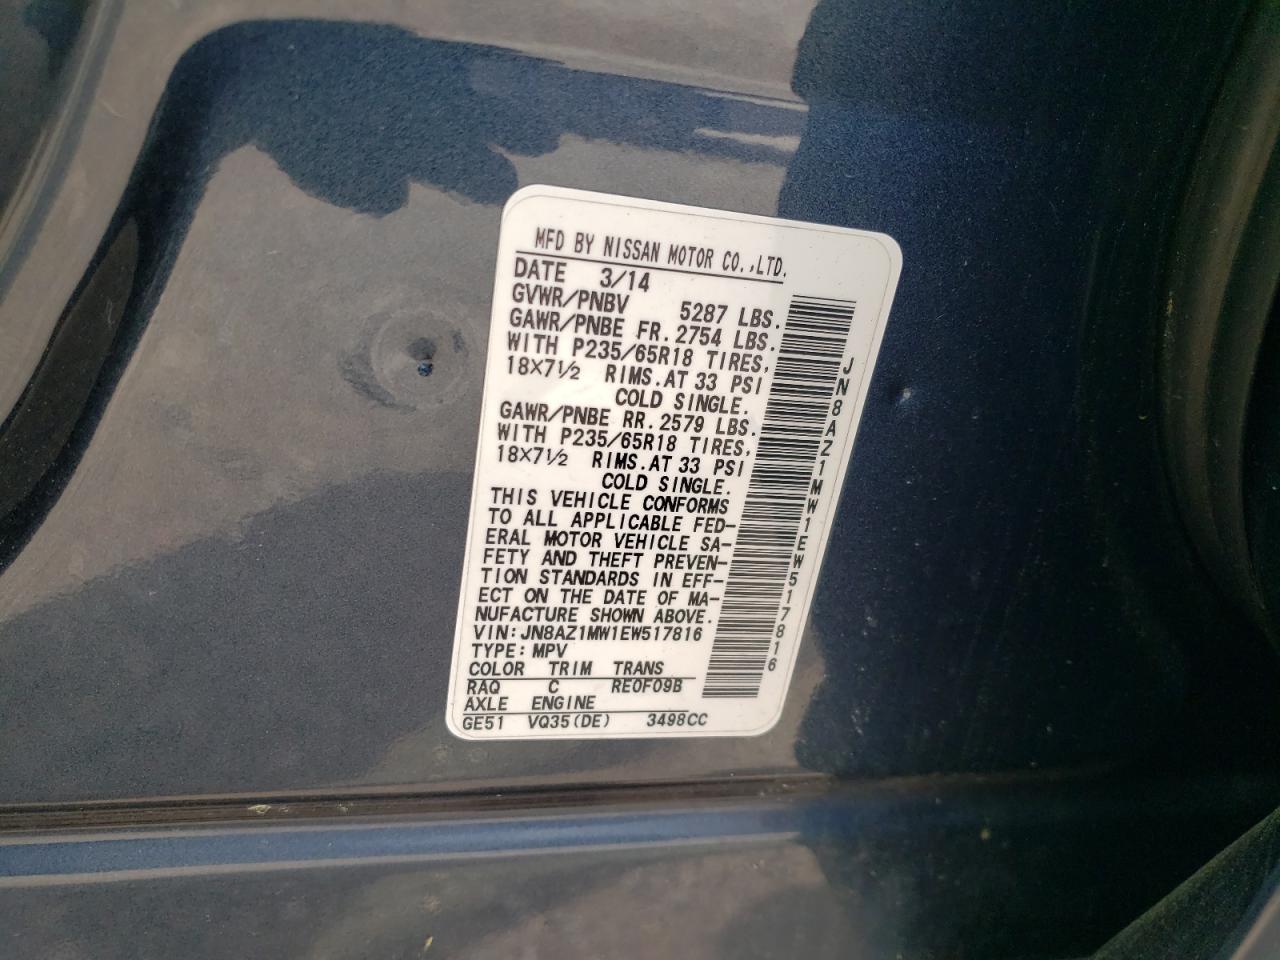 MFD BY NISSAN MOTOR CO.,LTD.
DATE 3/14
GVWR/PNBV 5287 LBS.
GAWR/PNBE FR. 2754 LBS.
WITH P235/65R18 TIRES,
18×7½ RIMS. AT 33 PSI
COLD SINGLE.
GAWR/PNBE RR. 2579 LBS.
WITH P235/65R18 TIRES,
18×7½ RIMS. AT 33 PSI
COLD SINGLE.
THIS VEHICLE CONFORMS
TO ALL APPLICABLE FED-
ERAL MOTOR VEHICLE SA-
FETY AND THEFT PREVEN-
TION STANDARDS IN EFF-
ECT ON THE DATE OF MA-
NUFACTURE SHOWN ABOVE.
VIN: JN8AZ1MW1EW517816
TYPE: MPV
COLOR TRIM TRANS
RAQ C RE0F09B
AXLE ENGINE
GE51 VQ35(DE) 3498CC
JN8AZ1MW1EW517816